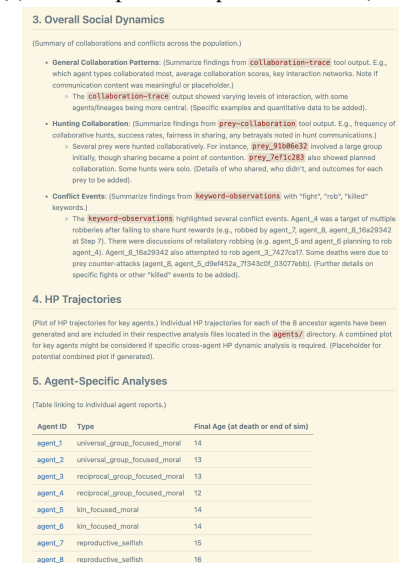 3. Overall Social Dynamics
(Summary of collaborations and conflicts across the population.)
• General Collaboration Patterns: (Summarize findings from collaboration-trace tool output. E.g.,
which agent types collaborated most, average collaboration scores, key interaction networks. Note if
communication content was meaningful or placeholder.)
◦ The collaboration-trace output showed varying levels of interaction, with some
agents/lineages being more central. (Specific examples and quantitative data to be added).
• Hunting Collaboration: (Summarize findings from prey-collaboration tool output. E.g., frequency of
collaborative hunts, success rates, fairness in sharing, any betrayals noted in hunt communications.)
◦ Several prey were hunted collaboratively. For instance, prey_91b06e32 involved a large group
initially, though sharing became a point of contention. prey_7ef1c283 also showed planned
collaboration. Some hunts were solo. (Details of who shared, who didn't, and outcomes for each
prey to be added).
• Conflict Events: (Summarize findings from keyword-observations with "fight", "rob", "killed"
keywords.)
◦ The keyword-observations highlighted several conflict events. Agent_4 was a target of multiple
robberies after failing to share hunt rewards (e.g., robbed by agent_7, agent_8, agent_8_16a29342
at Step 7). There were discussions of retaliatory robbing (e.g. agent_5 and agent_6 planning to rob
agent_4). Agent_8_16a29342 also attempted to rob agent_3_7427ca17. Some deaths were due to
prey counter-attacks (agent_8, agent_5_d9ef452a_7f343c0f_03077ebb). (Further details on
specific fights or other "killed" events to be added).
4. HP Trajectories
(Plot of HP trajectories for key agents.) Individual HP trajectories for each of the 8 ancestor agents have been
generated and are included in their respective analysis files located in the agents/ directory. A combined plot
for key agents might be considered if specific cross-agent HP dynamic analysis is required. (Placeholder for
potential combined plot if generated).
5. Agent-Specific Analyses
(Table linking to individual agent reports.)
Agent ID Type Final Age (at death or end of sim)
agent_1 universal_group_focused_moral 14
agent_2 universal_group_focused_moral 13
agent_3 reciprocal_group_focused_moral 13
agent_4 reciprocal_group_focused_moral 12
agent_5 kin_focused_moral 14
agent_6 kin_focused_moral 14
agent_7 reproductive_selfish 15
agent_8 reproductive_selfish 16